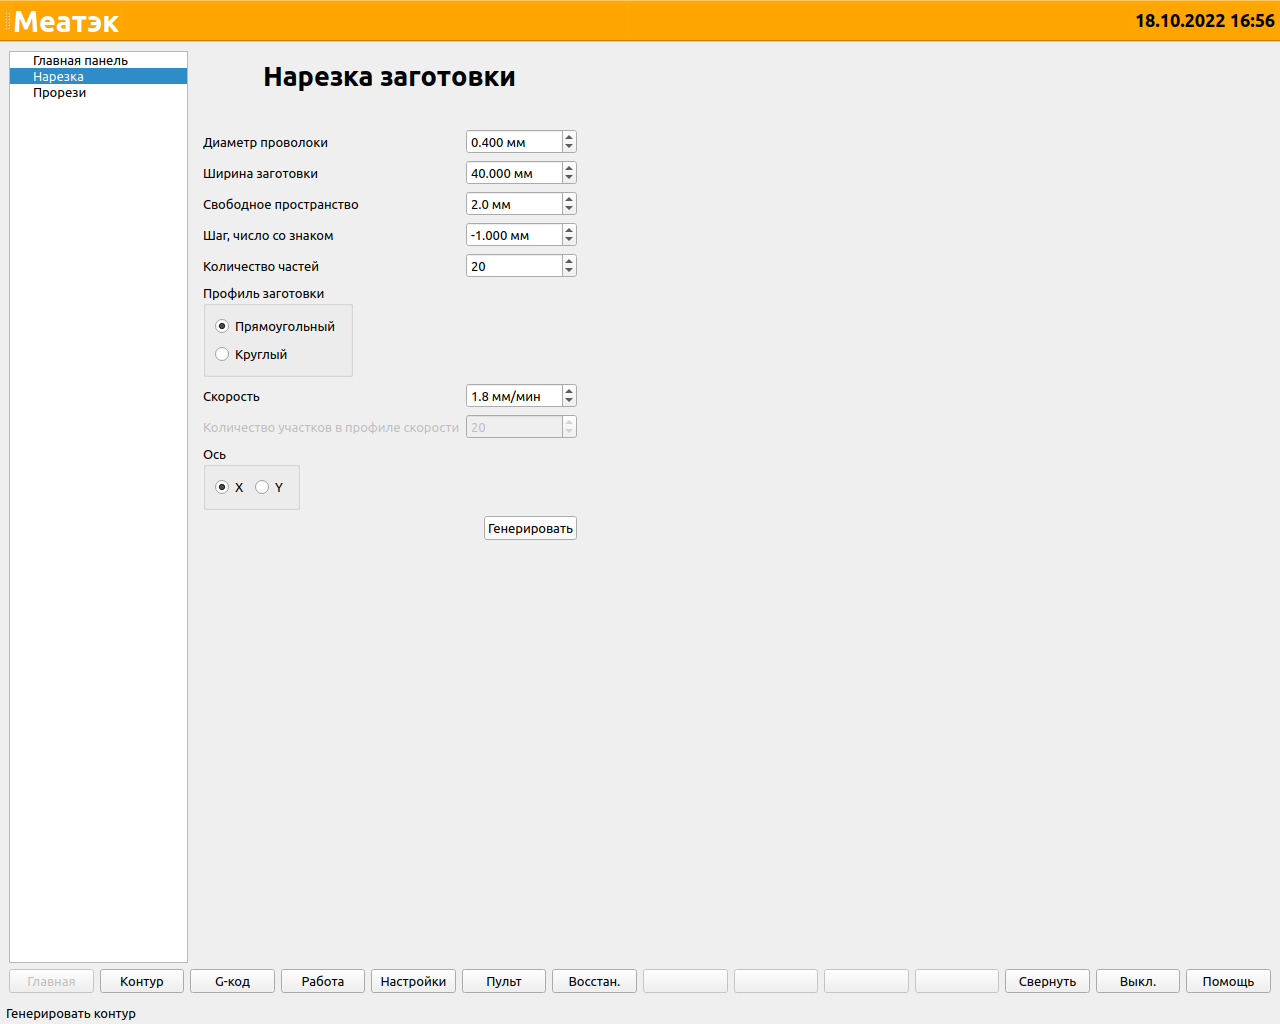 Меатэк
18.10.2022 16:56
Главная панель
Нарезка
Прорези
Нарезка заготовки
Диаметр проволоки 0.400 мм
Ширина заготовки 40.000 мм
Свободное пространство 2.0 мм
Шаг, число со знаком -1.000 мм
Количество частей 20
Профиль заготовки
Прямоугольный
Круглый
Скорость 1.8 мм/мин
Количество участков в профиле скорости 20
Ось
X Y
Генерировать
Главная Контур G-код Работа Настройки Пульт Восстан. Свернуть Выкл. Помощь
Генерировать контур